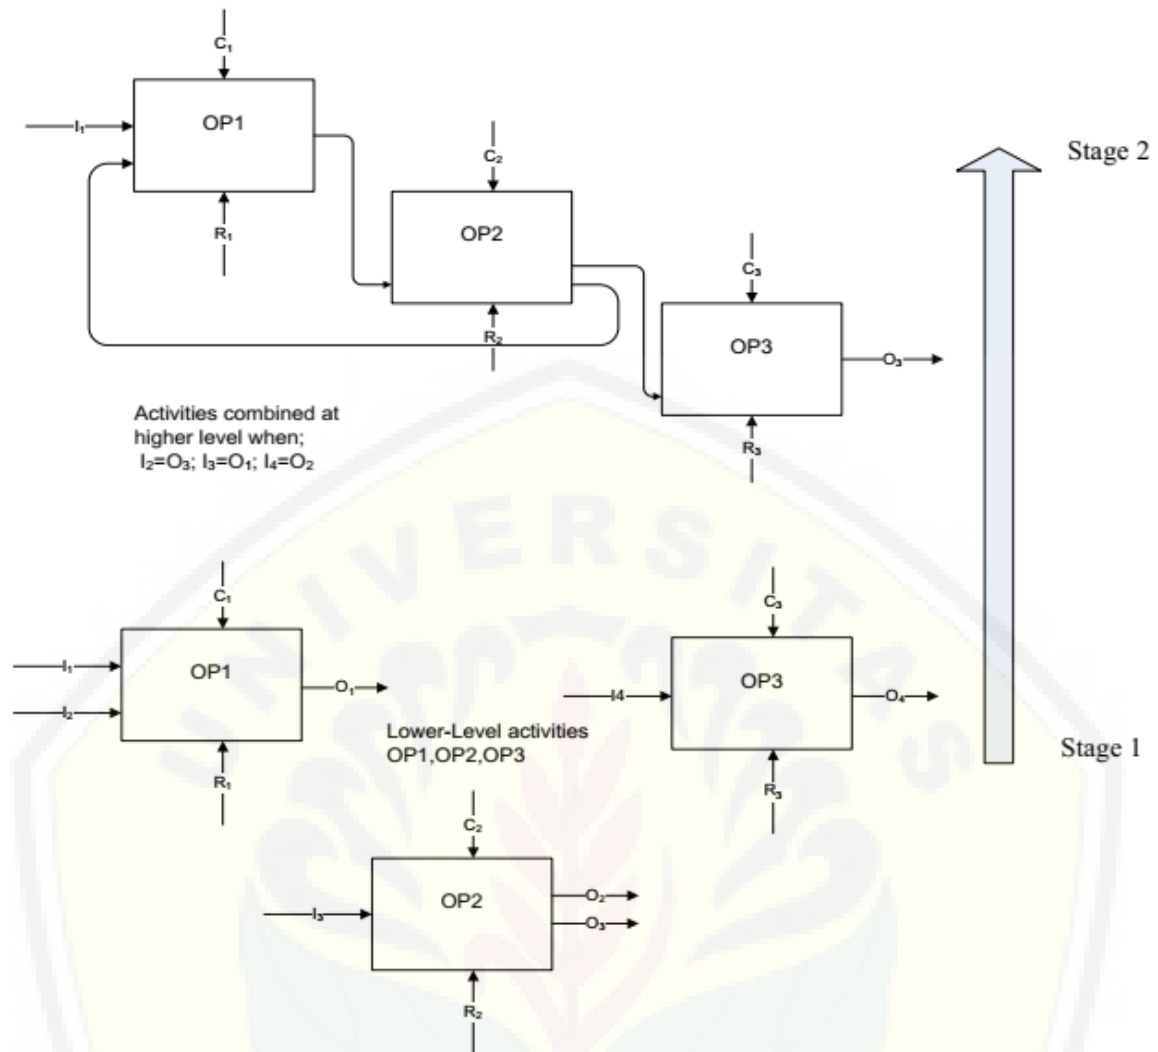 C₁
I₁
OP1
R₁
C₂
OP2
R₂
C₃
OP3
O₃
R₃
Stage 2
Activities combined at
higher level when;
I₂=O₃; I₃=O₁; I₄=O₂
C₁
I₁
I₂
OP1
O₁
R₁
C₃
I4
OP3
O₄
R₃
Lower-Level activities
OP1,OP2,OP3
Stage 1
C₂
I₃
OP2
O₂
O₃
R₂
UNIVERSITAS